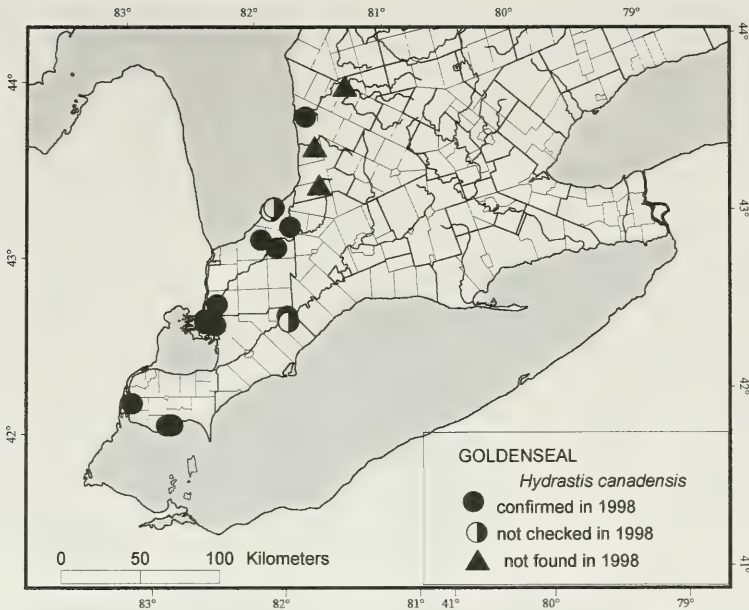 83° 82° 81° 80° 79°
44°
44°
43°
43°
42°
42°
41°
GOLDENSEAL
Hydrastis canadensis
confirmed in 1998
not checked in 1998
not found in 1998
0 50 100 Kilometers
83° 82° 81° 41° 80° 79°